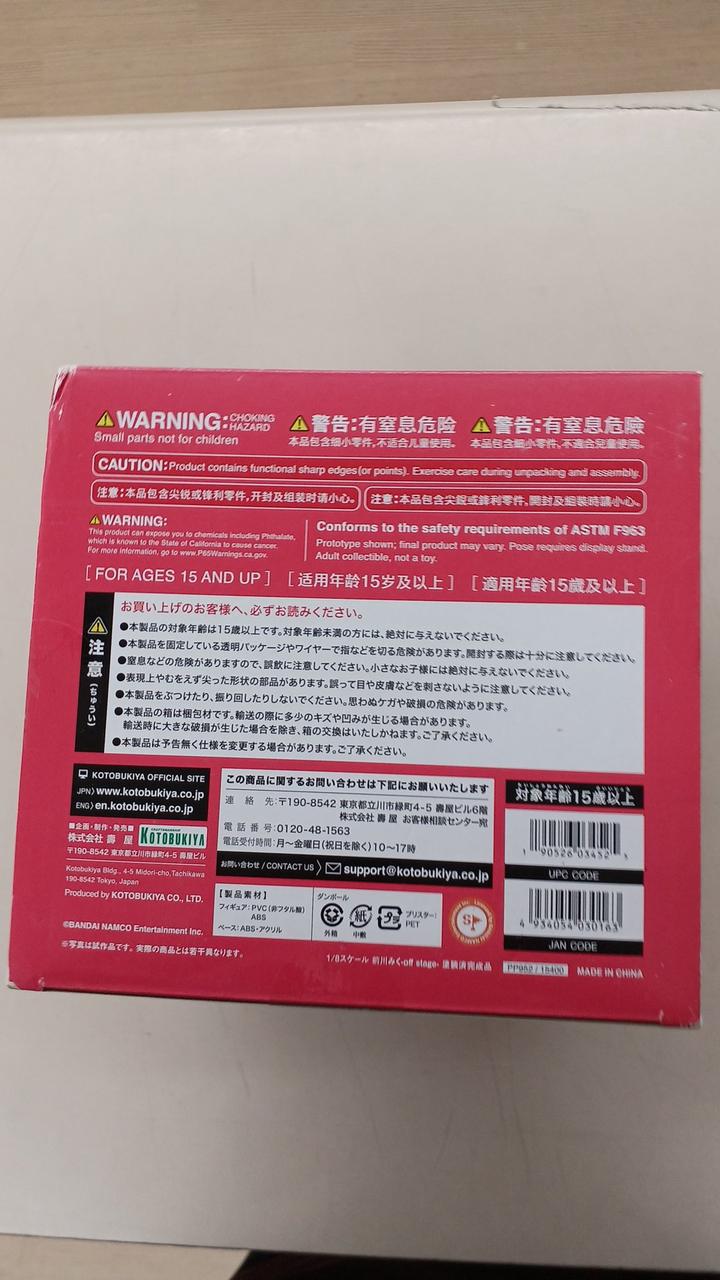 WARNING: CHOKING HAZARD
Small parts not for children
警告:有窒息危险
本品包含细小零件,不适合儿童使用。
警告:有窒息危險
本品包含細小零件,不適合兒童使用。
CAUTION: Product contains functional sharp edges(or points). Exercise care during unpacking and assembly.
注意:本品包含尖锐或锋利零件,开封及组装时请小心。
注意:本品包含尖銳或鋒利零件,開封及組裝時請小心。
WARNING:
This product can expose you to chemicals including Phthalate,
which is known to the State of California to cause cancer.
For more information, go to www.P65Warnings.ca.gov.
Conforms to the safety requirements of ASTM F963
Prototype shown; final product may vary. Pose requires display stand.
Adult collectible, not a toy.
[ FOR AGES 15 AND UP ] [ 适用年龄15岁及以上 ] [ 適用年齡15歲及以上 ]
注意(ちゅうい)
お買い上げのお客様へ、必ずお読みください。
●本製品の対象年齢は15歳以上です。対象年齢未満の方には、絶対に与えないでください。
●本製品を固定している透明パッケージやワイヤーで指などを切る危険があります。開封する際は十分に注意してください。
●窒息などの危険がありますので、誤飲に注意してください。小さなお子様には絶対に与えないでください。
●表現上やむをえず尖った形状の部品があります。誤って目や皮膚などを刺さないように注意してください。
●本製品をぶつけたり、振り回したりしないでください。思わぬケガや破損の危険があります。
●本製品の箱は梱包材です。輸送の際に多少のキズや凹みが生じる場合があります。
輸送時に大きな破損が生じた場合を除き、箱の交換はいたしかねます。ご了承ください。
●本製品は予告無く仕様を変更する場合があります。ご了承ください。
KOTOBUKIYA OFFICIAL SITE
JPN〉www.kotobukiya.co.jp
ENG〉en.kotobukiya.co.jp
■企画・制作・発売■
株式会社 壽 屋
KOTOBUKIYA
〒190-8542 東京都立川市緑町4-5 壽屋ビル
Kotobukiya Bldg., 4-5 Midori-cho,Tachikawa
190-8542 Tokyo, Japan
Produced by KOTOBUKIYA CO., LTD.
©BANDAI NAMCO Entertainment Inc.
※写真は試作品です。実際の商品とは若干異なります。
この商品に関するお問い合わせは下記にお願いいたします
連絡先:〒190-8542 東京都立川市緑町4-5 壽屋ビル6階
株式会社 壽 屋 お客様相談センター宛
電話番号:0120-48-1563
電話受付時間:月〜金曜日(祝日を除く)10〜17時
お問い合わせ / CONTACT US 〉 support@kotobukiya.co.jp
【製品素材】
フィギュア:PVC(非フタル酸)
ABS
ベース:ABS・アクリル
ダンボール
外箱
紙
中敷
プラ
ブリスター:
PET
対象年齢15歳以上
1 90526 03452 5
UPC CODE
4 934054 030163
JAN CODE
1/8スケール 前川みく-off stage- 塗装済完成品
PP952 / 15400
MADE IN CHINA